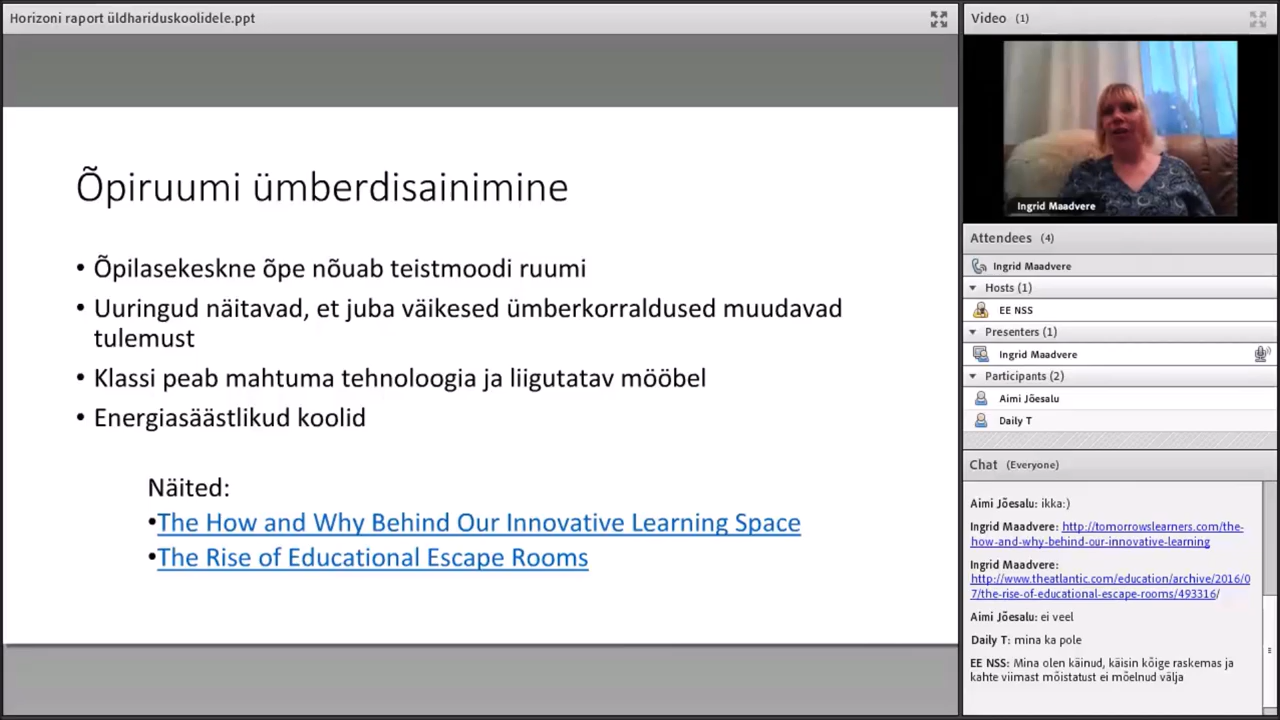 Horizoni raport üldhariduskoolidele.ppt
Õpiruumi ümberdisainimine
• Õpilasekeskne õpe nõuab teistmoodi ruumi
• Uuringud näitavad, et juba väikesed ümberkorraldused muudavad
tulemust
• Klassi peab mahtuma tehnoloogia ja liigutatav mööbel
• Energiasäästlikud koolid
Näited:
•The How and Why Behind Our Innovative Learning Space
•The Rise of Educational Escape Rooms
Video (1)
Ingrid Maadvere
Attendees (4)
Ingrid Maadvere
Hosts (1)
EE NSS
Presenters (1)
Ingrid Maadvere
Participants (2)
Aimi Jõesalu
Daily T
Chat (Everyone)
Aimi Jõesalu: ikka:)
Ingrid Maadvere: http://tomorrowslearners.com/the-
how-and-why-behind-our-innovative-learning
Ingrid Maadvere:
http://www.theatlantic.com/education/archive/2016/0
7/the-rise-of-educational-escape-rooms/493316/
Aimi Jõesalu: ei veel
Daily T: mina ka pole
EE NSS: Mina olen käinud, käisin kõige raskemas ja
kahte viimast mõistatust ei mõelnud välja